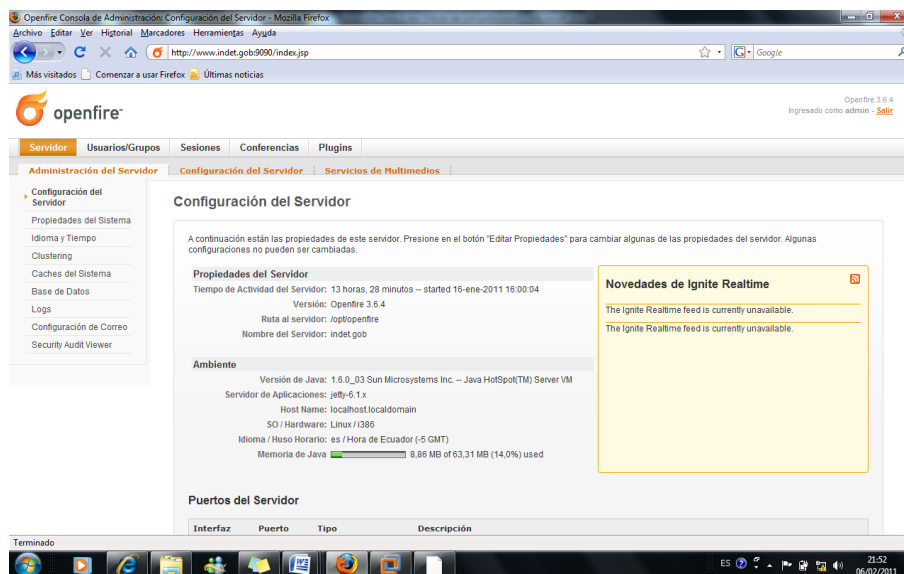 Openfire Consola de Administración: Configuración del Servidor - Mozilla Firefox
Archivo Editar Ver Historial Marcadores Herramientas Ayuda
http://www.indet.gob:9090/index.jsp
G Google
Más visitados Comenzar a usar Firefox Últimas noticias
openfire™
Openfire 3.6.4
Ingresado como admin - Salir
Servidor Usuarios/Grupos Sesiones Conferencias Plugins
Administración del Servidor Configuración del Servidor Servicios de Multimedios
Configuración del
Servidor
Propiedades del Sistema
Idioma y Tiempo
Clustering
Caches del Sistema
Base de Datos
Logs
Configuración de Correo
Security Audit Viewer
Configuración del Servidor
A continuación están las propiedades de este servidor. Presione en el botón "Editar Propiedades" para cambiar algunas de las propiedades del servidor. Algunas
configuraciones no pueden ser cambiadas.
Propiedades del Servidor
Tiempo de Actividad del Servidor: 13 horas, 28 minutos -- started 16-ene-2011 16:00:04
Versión: Openfire 3.6.4
Ruta al servidor: /opt/openfire
Nombre del Servidor: indet.gob
Ambiente
Versión de Java: 1.6.0_03 Sun Microsystems Inc. -- Java HotSpot(TM) Server VM
Servidor de Aplicaciones: jetty-6.1.x
Host Name: localhost.localdomain
SO / Hardware: Linux / i386
Idioma / Huso Horario: es / Hora de Ecuador (-5 GMT)
Memoria de Java 8,86 MB of 63,31 MB (14,0%) used
Novedades de Ignite Realtime
The Ignite Realtime feed is currently unavailable.
The Ignite Realtime feed is currently unavailable.
Puertos del Servidor
Interfaz Puerto Tipo Descripción
Terminado
ES
21:52
06/02/2011